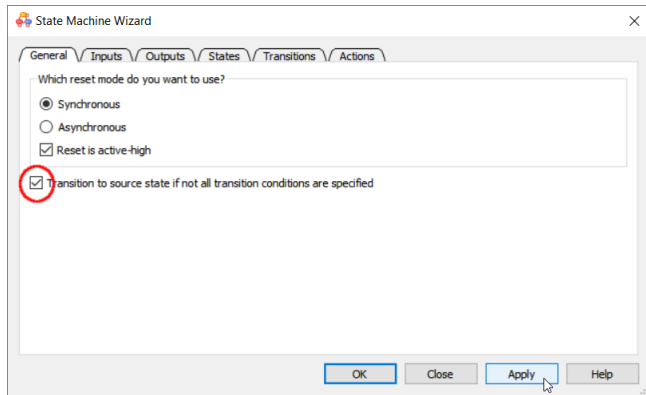 State Machine Wizard
General Inputs Outputs States Transitions Actions
Which reset mode do you want to use?
Synchronous
Asynchronous
Reset is active-high
Transition to source state if not all transition conditions are specified
OK Close Apply Help